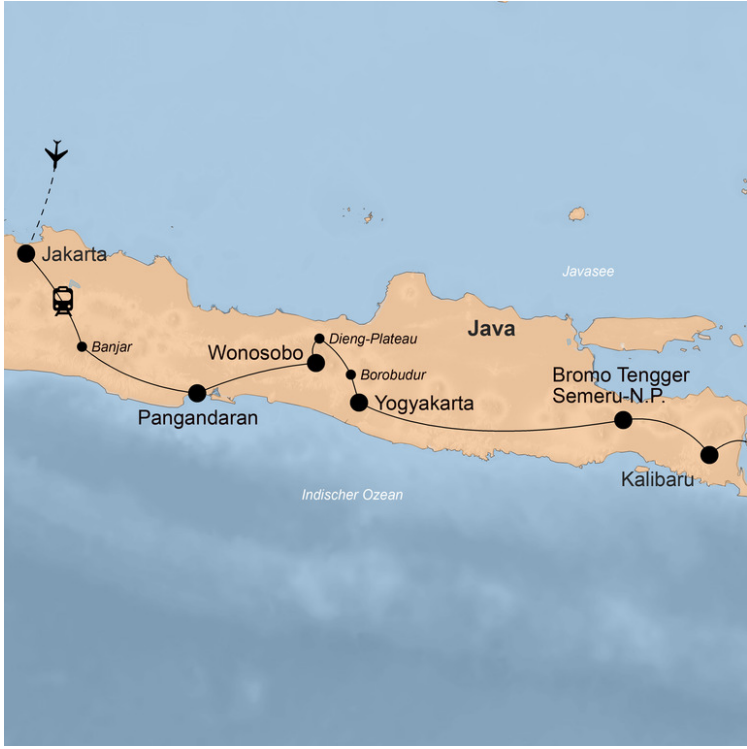 Jakarta
Javasee
Java
Banjar
Dieng-Plateau
Wonosobo
Borobudur
Bromo Tengger
Semeru-N.P.
Pangandaran
Yogyakarta
Kalibaru
Indischer Ozean